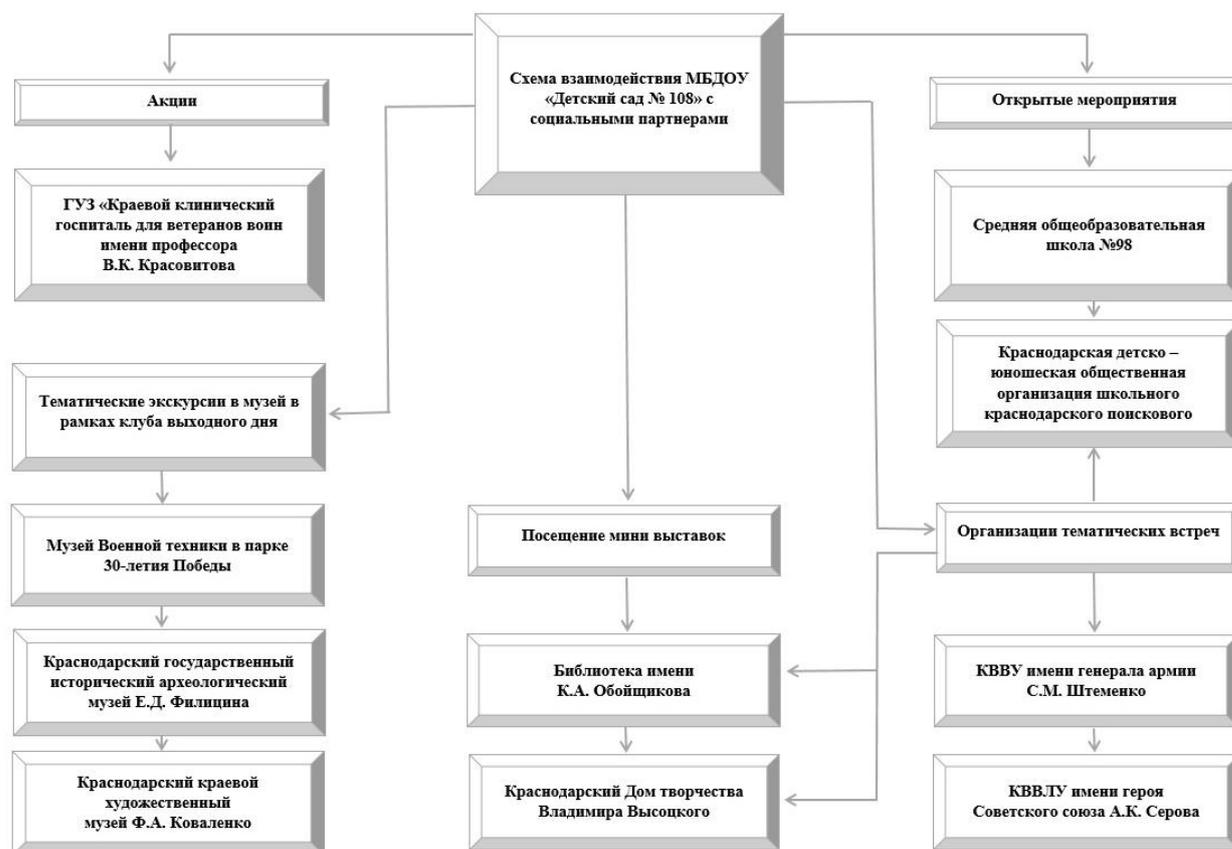 Схема взаимодействия МБДОУ
«Детский сад № 108» с
социальными партнерами
Акции
ГУЗ «Краевой клинический
госпиталь для ветеранов воин
имени профессора
В.К. Красовитова
Тематические экскурсии в музей в
рамках клуба выходного дня
Музей Военной техники в парке
30-летия Победы
Краснодарский государственный
исторический археологический
музей Е.Д. Филицина
Краснодарский краевой
художественный
музей Ф.А. Коваленко
Посещение мини выставок
Библиотека имени
К.А. Обойщикова
Краснодарский Дом творчества
Владимира Высоцкого
Открытые мероприятия
Средняя общеобразовательная
школа №98
Краснодарская детско –
юношеская общественная
организация школьного
краснодарского поискового
Организации тематических встреч
КВВУ имени генерала армии
С.М. Штеменко
КВВЛУ имени героя
Советского союза А.К. Серова